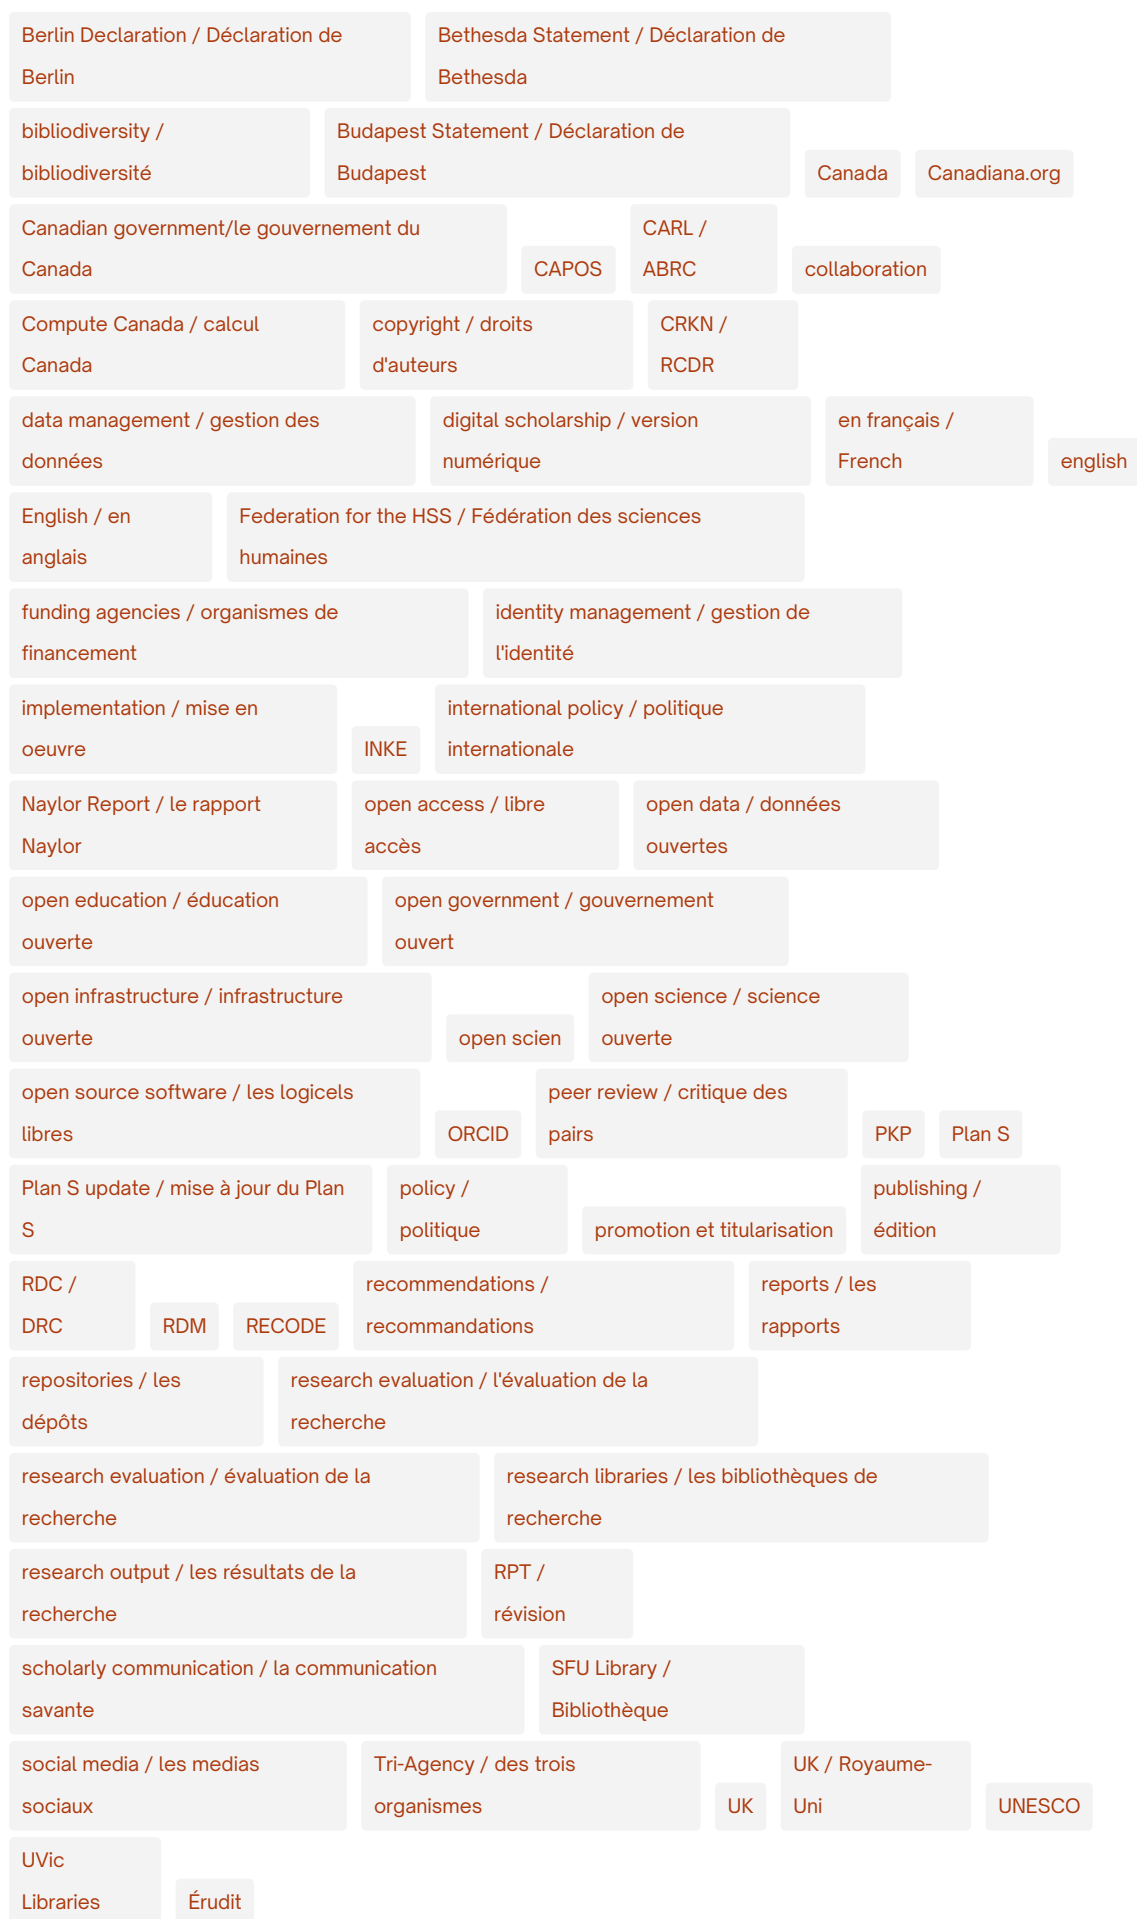 Berlin Declaration / Déclaration de
Berlin
Bethesda Statement / Déclaration de
Bethesda
bibliodiversity /
bibliodiversité
Budapest Statement / Déclaration de
Budapest
Canada
Canadiana.org
Canadian government/le gouvernement du
Canada
CAPOS
CARL /
ABRC
collaboration
Compute Canada / calcul
Canada
copyright / droits
d'auteurs
CRKN /
RCDR
data management / gestion des
données
digital scholarship / version
numérique
en français /
French
english
English / en
anglais
Federation for the HSS / Fédération des sciences
humaines
funding agencies / organismes de
financement
identity management / gestion de
l'identité
implementation / mise en
oeuvre
INKE
international policy / politique
internationale
Naylor Report / le rapport
Naylor
open access / libre
accès
open data / données
ouvertes
open education / éducation
ouverte
open government / gouvernement
ouvert
open infrastructure / infrastructure
ouverte
open scien
open science / science
ouverte
open source software / les logicels
libres
ORCID
peer review / critique des
pairs
PKP
Plan S
Plan S update / mise à jour du Plan
S
policy /
politique
promotion et titularisation
publishing /
édition
RDC /
DRC
RDM
RECODE
recommendations /
recommandations
reports / les
rapports
repositories / les
dépôts
research evaluation / l'évaluation de la
recherche
research evaluation / évaluation de la
recherche
research libraries / les bibliothèques de
recherche
research output / les résultats de la
recherche
RPT /
révision
scholarly communication / la communication
savante
SFU Library /
Bibliothèque
social media / les medias
sociaux
Tri-Agency / des trois
organismes
UK
UK / Royaume-
Uni
UNESCO
UVic
Libraries
Érudit